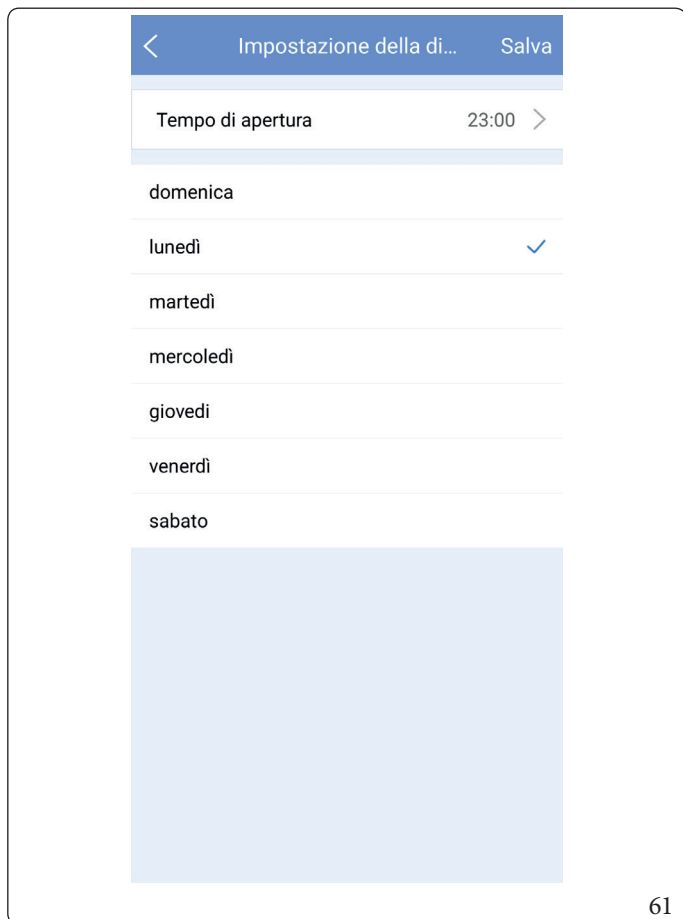 Impostazione della di... Salva
Tempo di apertura 23:00
domenica
lunedì
martedì
mercoledì
giovedi
venerdì
sabato
61